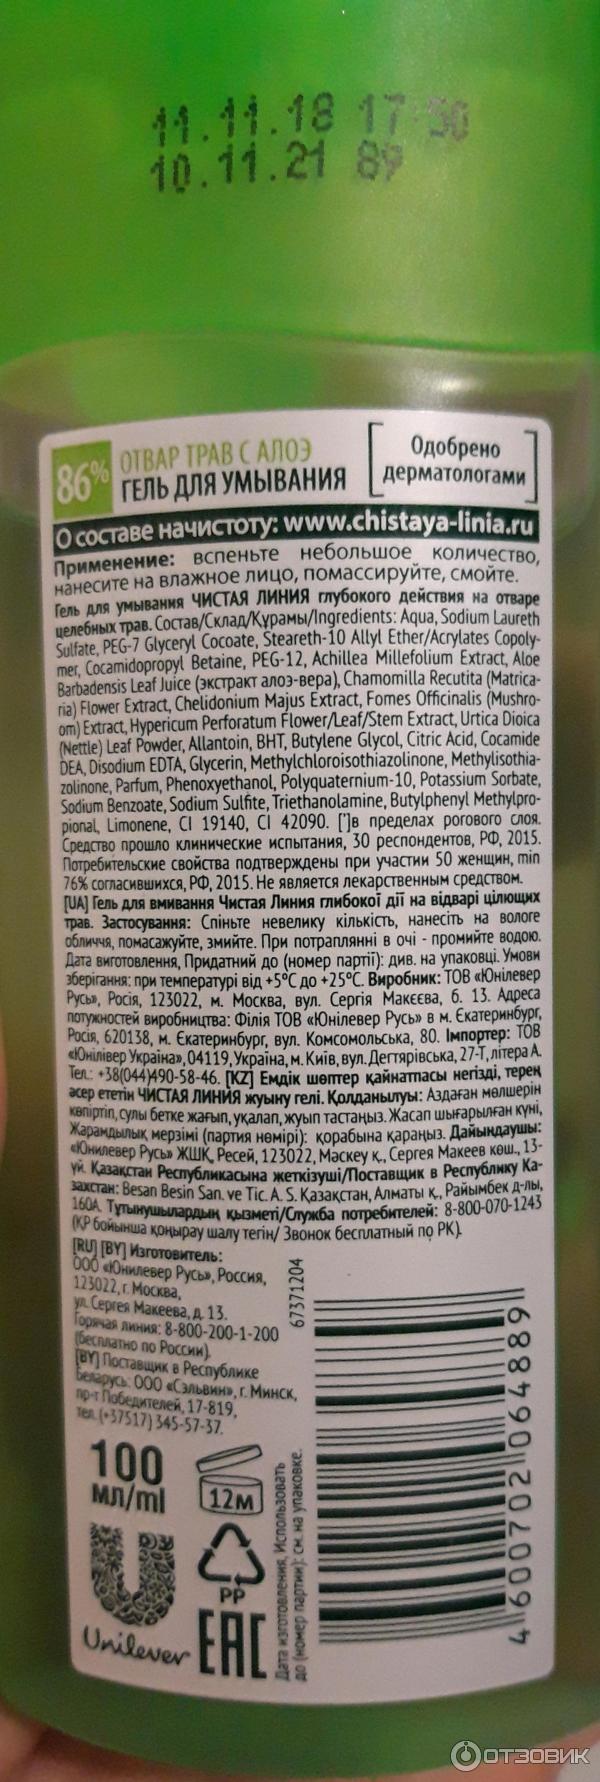 11.11.18 17:50
10.11.21 89
86%
ОТВАР ТРАВ С АЛОЭ
ГЕЛЬ ДЛЯ УМЫВАНИЯ
Одобрено
дерматологами
О составе начистоту: www.chistaya-linia.ru
Применение: вспеньте небольшое количество,
нанесите на влажное лицо, помассируйте, смойте.
Гель для умывания ЧИСТАЯ ЛИНИЯ глубокого действия на отваре
целебных трав. Состав/Склад/Құрамы/Ingredients: Aqua, Sodium Laureth
Sulfate, PEG-7 Glyceryl Cocoate, Steareth-10 Allyl Ether/Acrylates Copoly-
mer, Cocamidopropyl Betaine, PEG-12, Achillea Millefolium Extract, Aloe
Barbadensis Leaf Juice (экстракт алоэ-вера), Chamomilla Recutita (Matrica-
ria) Flower Extract, Chelidonium Majus Extract, Fomes Officinalis (Mushro-
om) Extract, Hypericum Perforatum Flower/Leaf/Stem Extract, Urtica Dioica
(Nettle) Leaf Powder, Allantoin, BHT, Butylene Glycol, Citric Acid, Cocamide
DEA, Disodium EDTA, Glycerin, Methylchloroisothiazolinone, Methylisothia-
zolinone, Parfum, Phenoxyethanol, Polyquaternium-10, Potassium Sorbate,
Sodium Benzoate, Sodium Sulfite, Triethanolamine, Butylphenyl Methylpro-
pional, Limonene, CI 19140, CI 42090. [*]в пределах рогового слоя.
Средство прошло клинические испытания, 30 респондентов, РФ, 2015.
Потребительские свойства подтверждены при участии 50 женщин, min
76% согласившихся, РФ, 2015. Не является лекарственным средством.
[UA] Гель для вмивання Чистая Линия глибокої дії на відварі цілющих
трав. Застосування: Спіньте невелику кількість, нанесіть на вологе
обличчя, помасажуйте, змийте. При потраплянні в очі - промийте водою.
Дата виготовлення, Придатний до (номер партії): див. на упаковці. Умови
зберігання: при температурі від +5°C до +25°C. Виробник: ТОВ «Юнілевер
Русь», Росія, 123022, м. Москва, вул. Сергія Макєєва, б. 13. Адреса
потужностей виробництва: Філія ТОВ «Юнілевер Русь» в м. Єкатеринбург,
Росія, 620138, м. Єкатеринбург, вул. Комсомольська, 80. Імпортер: ТОВ
«Юнілівер Україна», 04119, Україна, м. Київ, вул. Дегтярівська, 27-Т, літера А.
Тел.: +38(044)490-58-46. [KZ] Емдік шөптер қайнатпасы негізді, терең
әсер ететін ЧИСТАЯ ЛИНИЯ жуыну гелі. Қолданылуы: Аздаған мөлшерін
көпіртіп, сулы бетке жағып, уқалап, жуып тастаңыз. Жасап шығарылған күні,
Жарамдылық мерзімі (партия нөмірі): қорабына қараңыз. Дайындаушы:
«Юнилевер Русь» ЖШҚ, Ресей, 123022, Маскеу қ., Сергея Макеев көш., 13-
үй. Қазақстан Республикасына жеткізуші/Поставщик в Республику Ка-
захстан: Besan Besin San. ve Tic. A. S. Қазақстан, Алматы қ., Райымбек д-лы,
160А. Тұтынушылардың қызметі/Служба потребителей: 8-800-070-1243
(ҚР бойынша қоңырау шалу тегін/ Звонок бесплатный по РК).
[RU] [BY] Изготовитель:
ООО «Юнилевер Русь», Россия,
123022, г. Москва,
ул. Сергея Макеева, д. 13.
Горячая линия: 8-800-200-1-200
(бесплатно по России).
[BY] Поставщик в Республике
Беларусь: ООО «Сэльвин», г. Минск,
пр-т Победителей, 17-819,
тел. (+37517) 345-57-37.
67371204
100
мл/ml
12м
PP
Unilever
EAC
Дата изготовления, Использовать
до (номер партии): см. на упаковке.
4600702064889
ОТЗОВИК